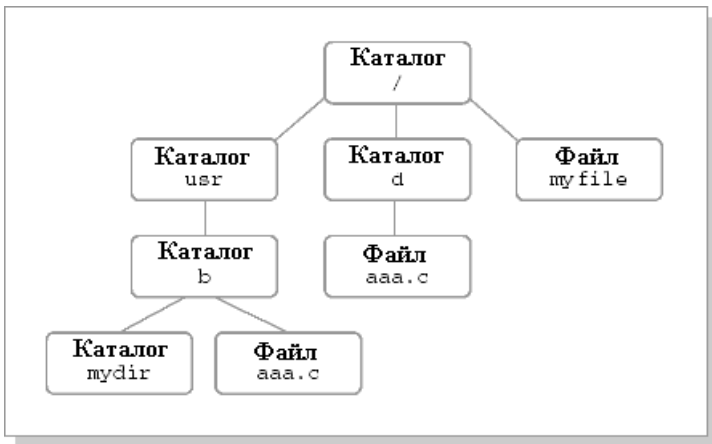 Каталог
/
Каталог
usr
Каталог
d
Файл
myfile
Каталог
b
Файл
aaa.c
Каталог
mydir
Файл
aaa.c